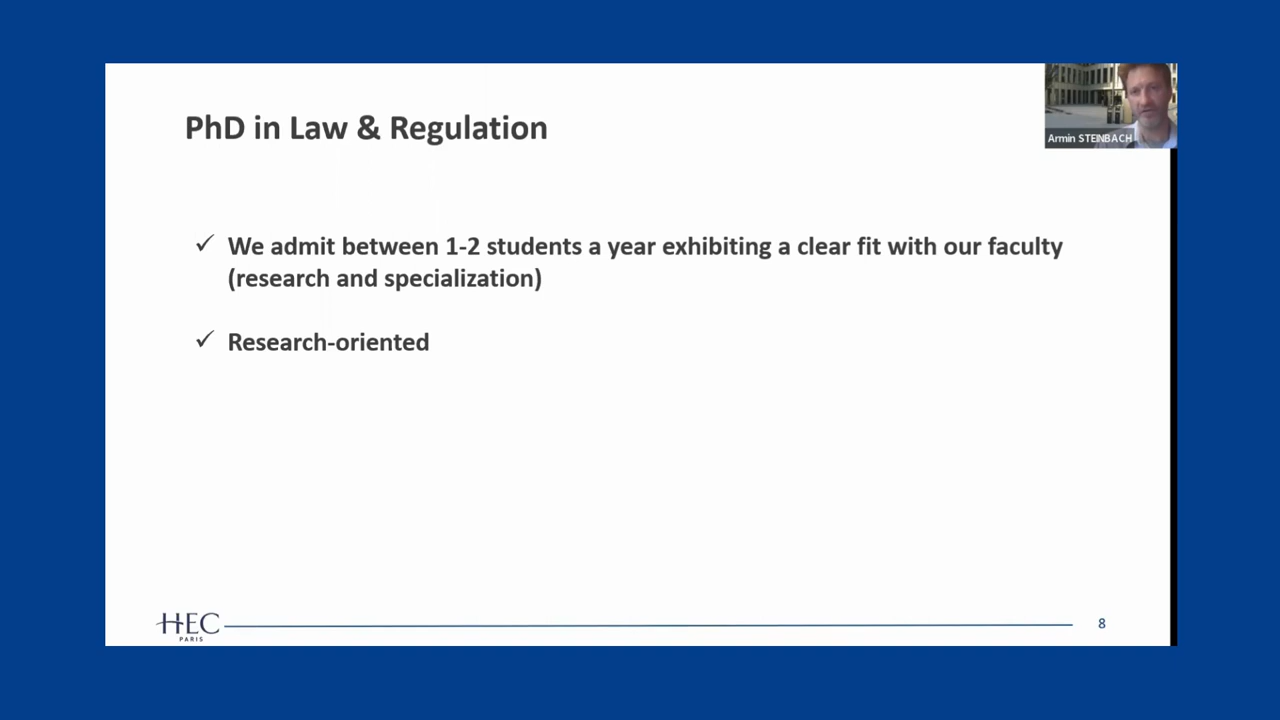 PhD in Law & Regulation
Armin STEINBACH
✓ We admit between 1-2 students a year exhibiting a clear fit with our faculty
(research and specialization)
✓ Research-oriented
HEC
PARIS
8